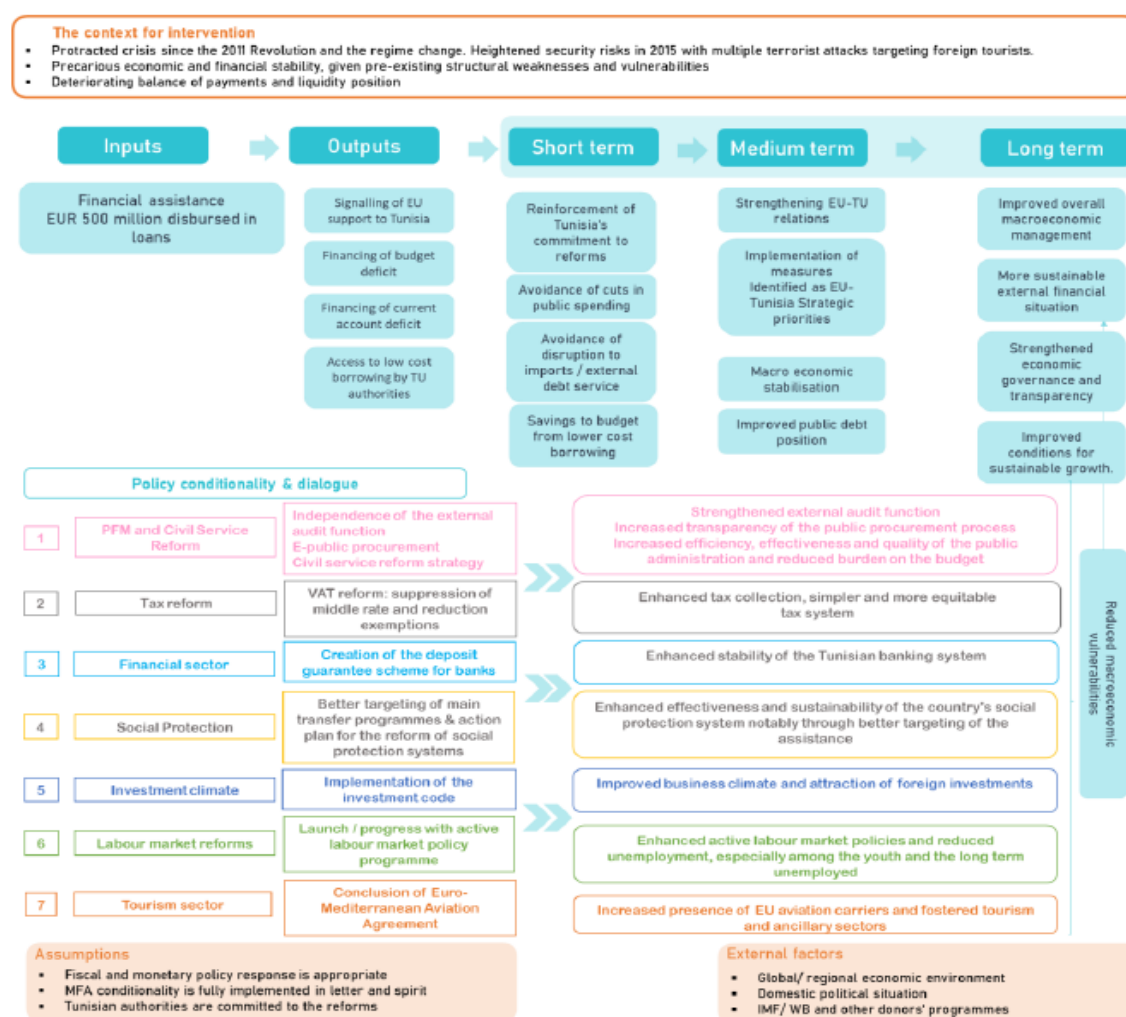 The context for intervention
▪ Protracted crisis since the 2011 Revolution and the regime change. Heightened security risks in 2015 with multiple terrorist attacks targeting foreign tourists.
▪ Precarious economic and financial stability, given pre-existing structural weaknesses and vulnerabilities
▪ Deteriorating balance of payments and liquidity position
Inputs
Outputs
Short term
Medium term
Long term
Financial assistance
EUR 500 million disbursed in
loans
Signalling of EU
support to Tunisia
Financing of budget
deficit
Financing of current
account deficit
Access to low cost
borrowing by TU
authorities
Reinforcement of
Tunisia's
commitment to
reforms
Avoidance of cuts in
public spending
Avoidance of
disruption to
imports / external
debt service
Savings to budget
from lower cost
borrowing
Strengthening EU-TU
relations
Implementation of
measures
Identified as EU-
Tunisia Strategic
priorities
Macro economic
stabilisation
Improved public debt
position
Improved overall
macroeconomic
management
More sustainable
external financial
situation
Strengthened
economic
governance and
transparency
Improved
conditions for
sustainable growth.
Policy conditionality & dialogue
1
PFM and Civil Service
Reform
Independence of the external
audit function
E-public procurement
Civil service reform strategy
Strengthened external audit function
Increased transparency of the public procurement process
Increased efficiency, effectiveness and quality of the public
administration and reduced burden on the budget
2
Tax reform
VAT reform: suppression of
middle rate and reduction
exemptions
Enhanced tax collection, simpler and more equitable
tax system
3
Financial sector
Creation of the deposit
guarantee scheme for banks
Enhanced stability of the Tunisian banking system
4
Social Protection
Better targeting of main
transfer programmes & action
plan for the reform of social
protection systems
Enhanced effectiveness and sustainability of the country's social
protection system notably through better targeting of the
assistance
5
Investment climate
Implementation of the
investment code
Improved business climate and attraction of foreign investments
6
Labour market reforms
Launch / progress with active
labour market policy
programme
Enhanced active labour market policies and reduced
unemployment, especially among the youth and the long term
unemployed
7
Tourism sector
Conclusion of Euro-
Mediterranean Aviation
Agreement
Increased presence of EU aviation carriers and fostered tourism
and ancillary sectors
Reduced macroeconomic
vulnerabilities
Assumptions
▪ Fiscal and monetary policy response is appropriate
▪ MFA conditionality is fully implemented in letter and spirit
▪ Tunisian authorities are committed to the reforms
External factors
▪ Global/ regional economic environment
▪ Domestic political situation
▪ IMF/ WB and other donors' programmes